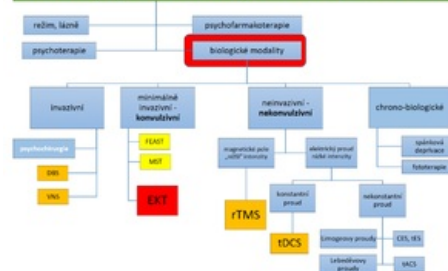 režim, lázně
psychofarmakoterapie
psychoterapie
biologické modality
invazivní
minimálně
invazivní -
konvulzivní
neinvazivní -
nekonvulzivní
chrono-biologické
psychochirurgie
DBS
VNS
FEAST
MST
EKT
magnetické pole
„nižší" intenzity
elektrický proud
nízké intenzity
spánková
deprivace
fototerapie
rTMS
konstantní
proud
nekonstantní
proud
tDCS
Limogeovy proudy
CES, tES
Lebeděvovy
proudy
tACS